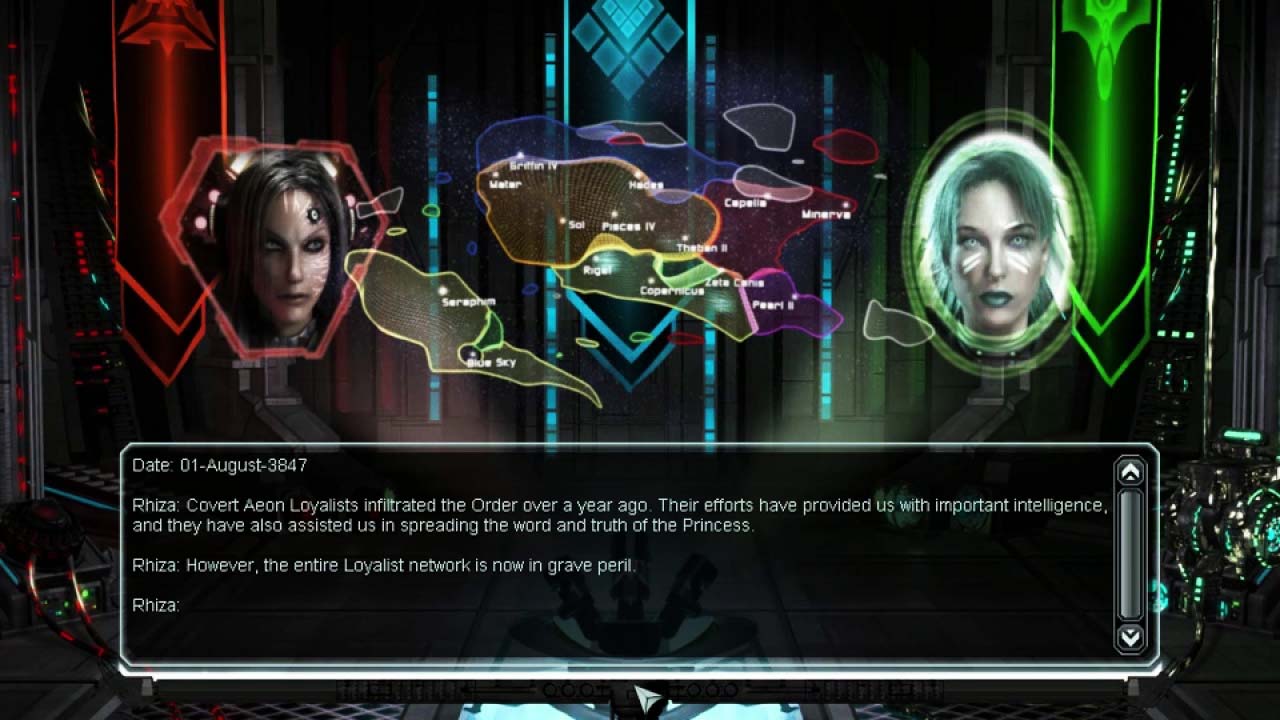 Griffin IV
Water
Hades
Capella
Minerva
Sol
Pisces IV
Theban II
Rigel
Copernicus
Zeta Canis
Pearl II
Seraphim
Blue Sky
Date: 01-August-3847
Rhiza: Covert Aeon Loyalists infiltrated the Order over a year ago. Their efforts have provided us with important intelligence,
and they have also assisted us in spreading the word and truth of the Princess.
Rhiza: However, the entire Loyalist network is now in grave peril.
Rhiza: